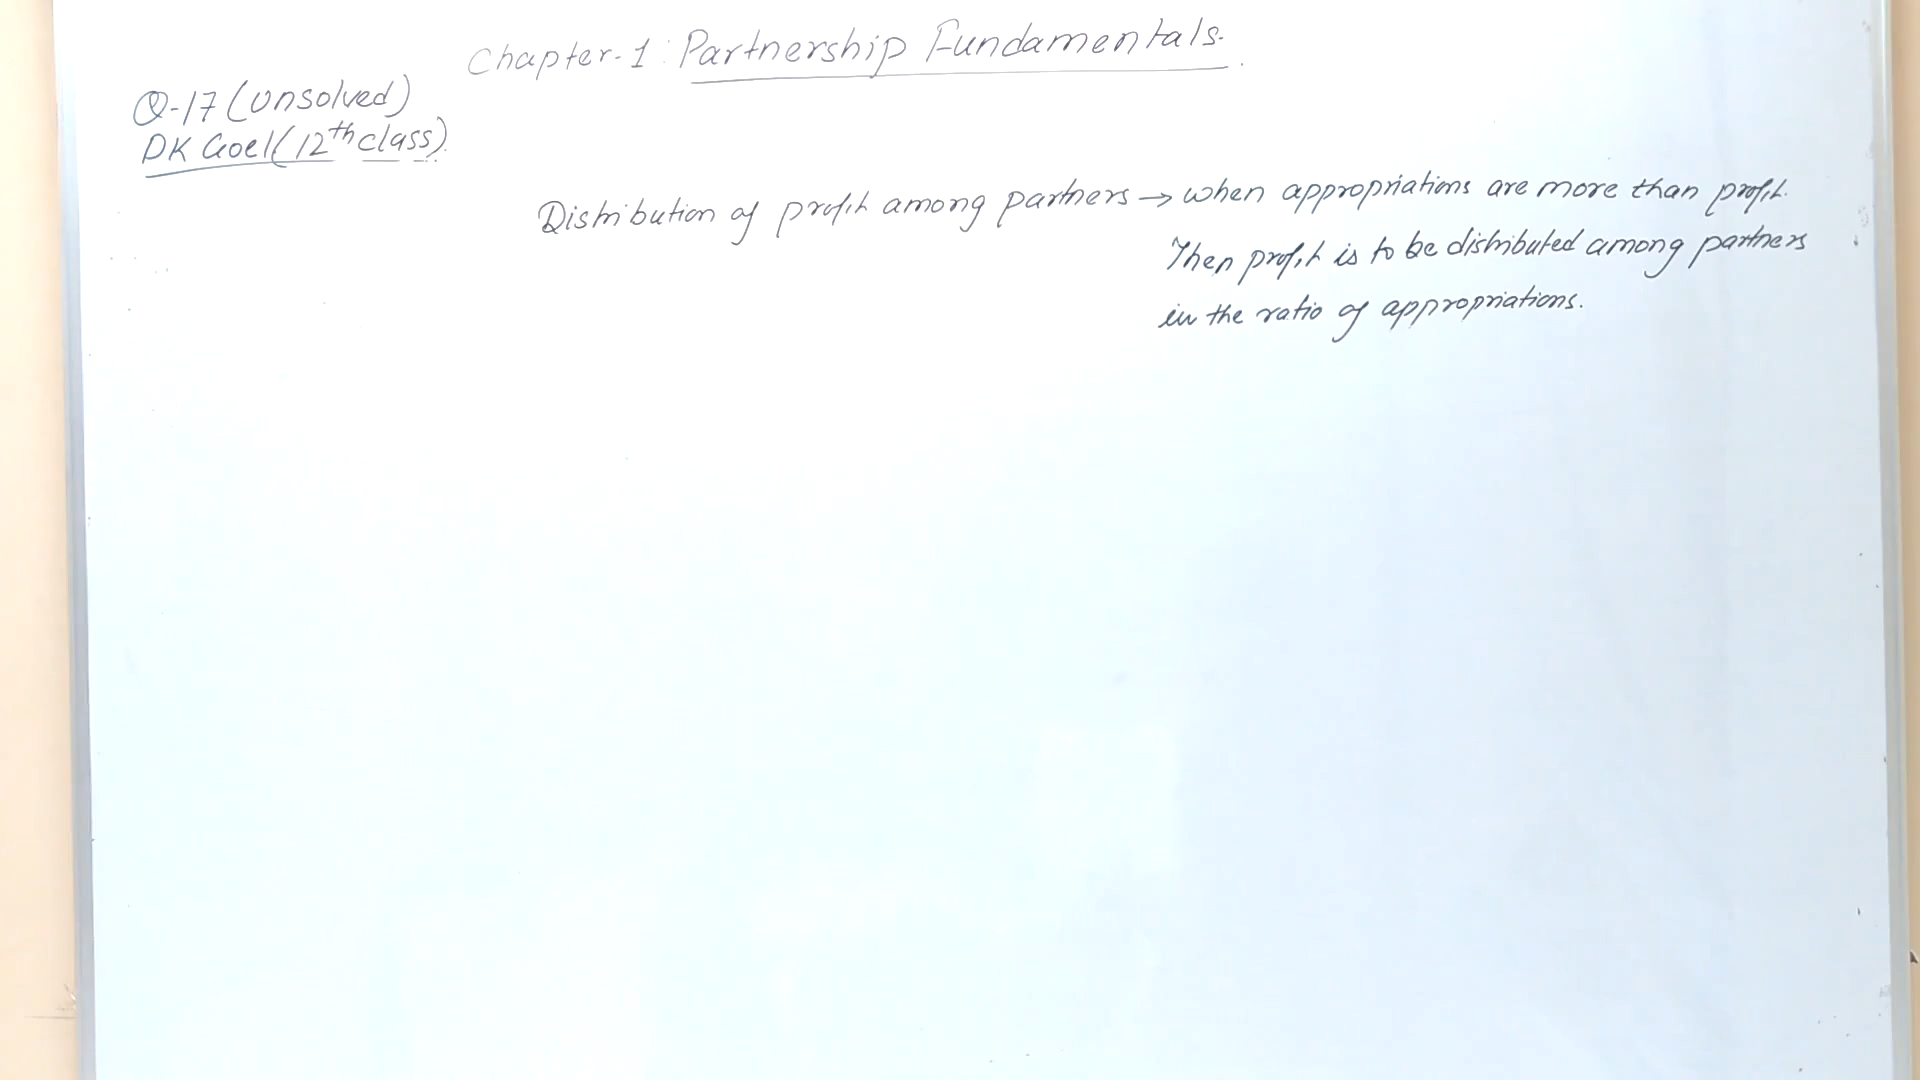 Chapter-1: Partnership Fundamentals.
Q-17 (Unsolved)
DK Goel (12th class)
Distribution of profit among partners → when appropriations are more than profit.
Then profit is to be distributed among partners
in the ratio of appropriations.